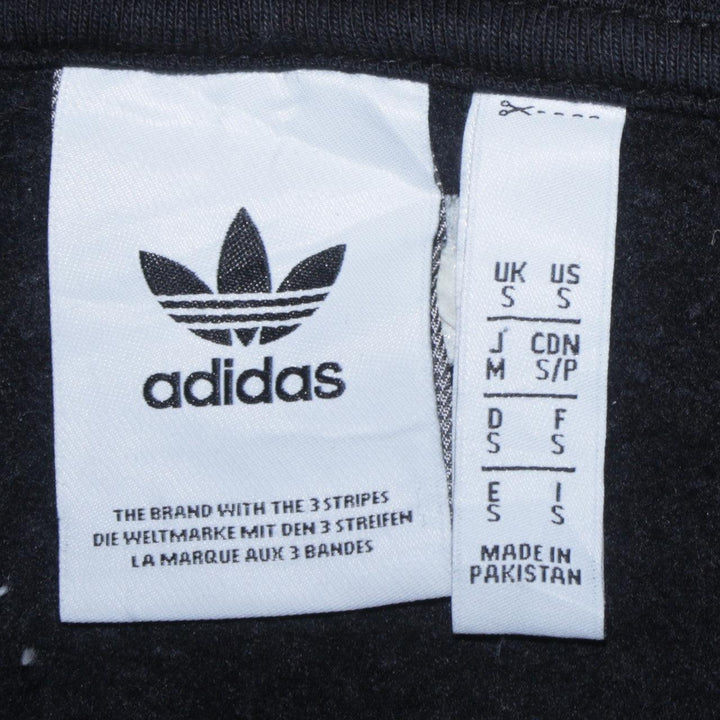 adidas
THE BRAND WITH THE 3 STRIPES
DIE WELTMARKE MIT DEN 3 STREIFEN
LA MARQUE AUX 3 BANDES
UK US
S S
J CDN
M S/P
D F
S S
E I
S S
MADE IN
PAKISTAN